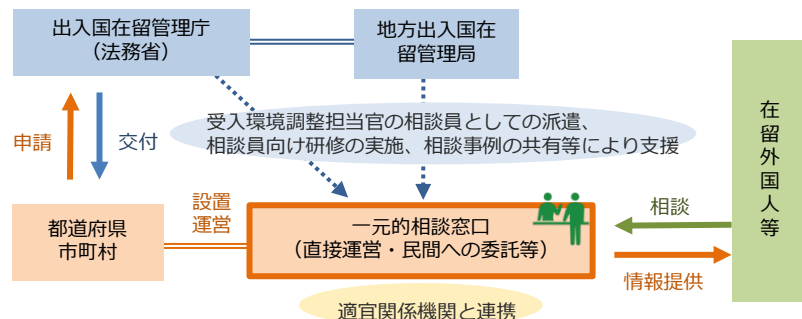 出入国在留管理庁
(法務省)
地方出入国在
留管理局
受入環境調整担当官の相談員としての派遣、
相談員向け研修の実施、相談事例の共有等により支援
申請
交付
都道府県
市町村
設置
運営
一元的相談窓口
(直接運営・民間への委託等)
相談
情報提供
在留外国人等
適宜関係機関と連携